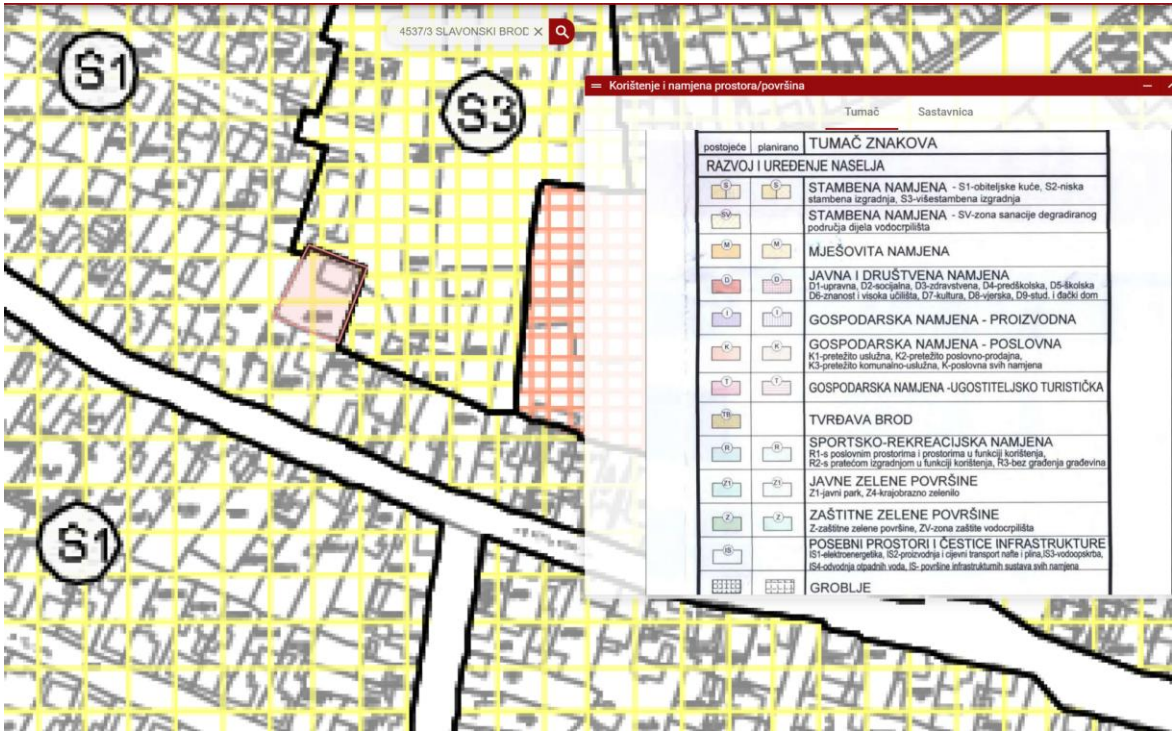 4537/3 SLAVONSKI BROD
S1
S3
S1
Korištenje i namjena prostora/površina
Tumač
Sastavnica
postojeće planirano TUMAČ ZNAKOVA
RAZVOJ I UREĐENJE NASELJA
S S STAMBENA NAMJENA - S1-obiteljske kuće, S2-niska
stambena izgradnja, S3-višestambena izgradnja
SV STAMBENA NAMJENA - SV-zona sanacije degradiranog
područja dijela vodocrpilišta
M M MJEŠOVITA NAMJENA
D D JAVNA I DRUŠTVENA NAMJENA
D1-upravna, D2-socijalna, D3-zdravstvena, D4-predškolska, D5-školska
D6-znanost i visoka učilišta, D7-kultura, D8-vjerska, D9-stud. i đački dom
I I GOSPODARSKA NAMJENA - PROIZVODNA
K K GOSPODARSKA NAMJENA - POSLOVNA
K1-pretežito uslužna, K2-pretežito poslovno-prodajna,
K3-pretežito komunalno-uslužna, K-poslovna svih namjena
T T GOSPODARSKA NAMJENA -UGOSTITELJSKO TURISTIČKA
TB TVRĐAVA BROD
R R SPORTSKO-REKREACIJSKA NAMJENA
R1-s poslovnim prostorima i prostorima u funkciji korištenja,
R2-s pratećom izgradnjom u funkciji korištenja, R3-bez građenja građevina
Z1 Z1 JAVNE ZELENE POVRŠINE
Z1-javni park, Z4-krajobrazno zelenilo
Z Z ZAŠTITNE ZELENE POVRŠINE
Z-zaštitne zelene površine, ZV-zona zaštite vodocrpilišta
IS POSEBNI PROSTORI I ČESTICE INFRASTRUKTURE
IS1-elektroenergetika, IS2-proizvodnja i cijevni transport nafte i plina,IS3-vodoopskrba,
IS4-odvodnja otpadnih voda, IS- površine infrastrukturnih sustava svih namjena
GROBLJE